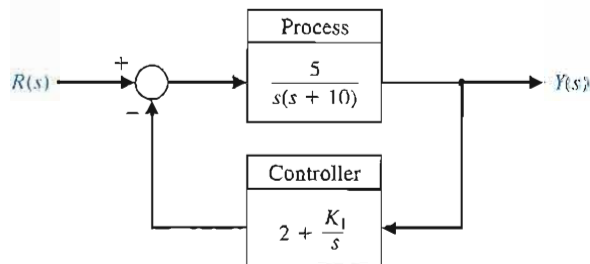 Process
+
R(s)
5
s(s + 10)
Y(s)
−
Controller
2 + K₁
s